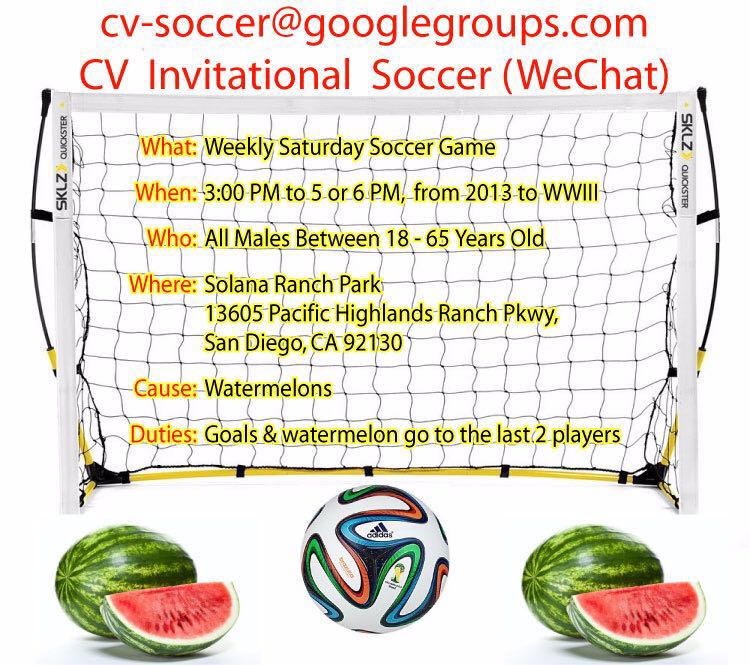 cv-soccer@googlegroups.com
CV Invitational Soccer (WeChat)
SKLZ QUICKSTER
SKLZ QUICKSTER
What: Weekly Saturday Soccer Game
When: 3:00 PM to 5 or 6 PM, from 2013 to WWIII
Who: All Males Between 18 - 65 Years Old
Where: Solana Ranch Park
13605 Pacific Highlands Ranch Pkwy,
San Diego, CA 92130
Cause: Watermelons
Duties: Goals & watermelon go to the last 2 players
adidas
brazuca